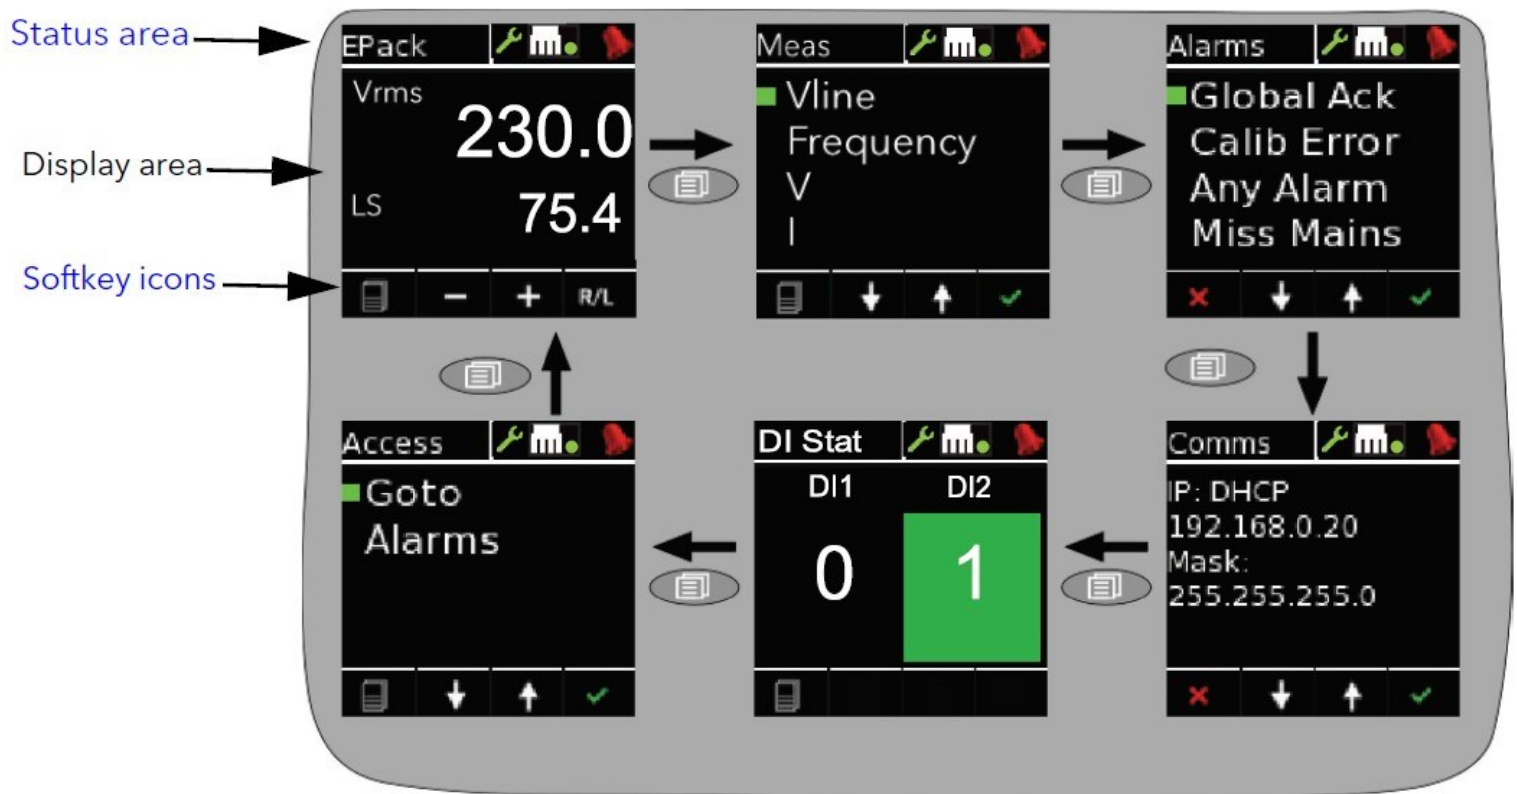 Status area
Display area
Softkey icons
EPack
Vrms
230.0
LS
75.4
R/L
Meas
Vline
Frequency
V
I
Alarms
Global Ack
Calib Error
Any Alarm
Miss Mains
Access
Goto
Alarms
DI Stat
DI1 DI2
0 1
Comms
IP: DHCP
192.168.0.20
Mask:
255.255.255.0